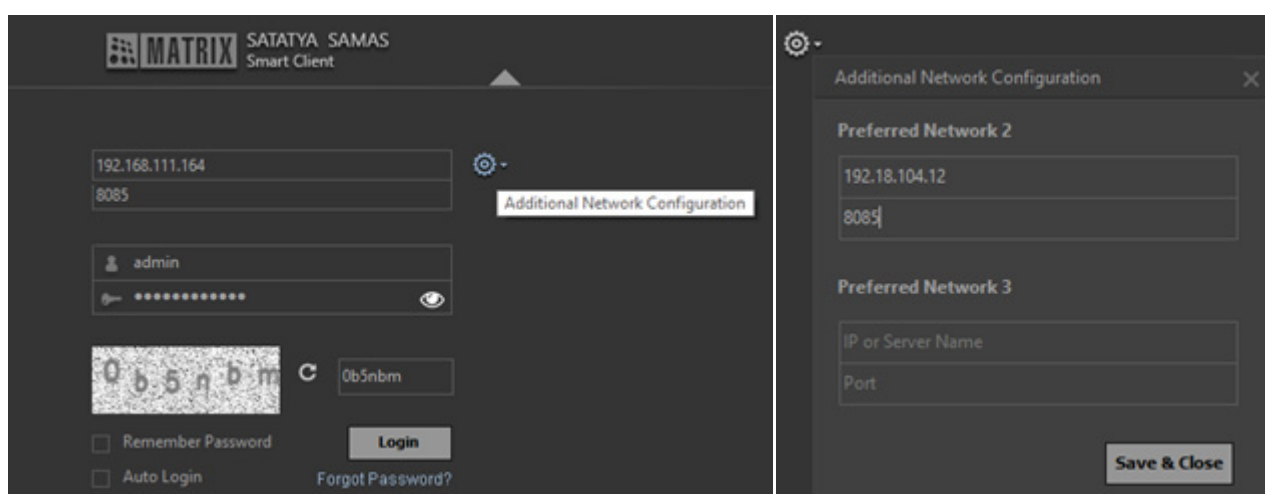 MATRIX
SATATYA SAMAS
Smart Client
192.168.111.164
8085
Additional Network Configuration
admin
0b5nbm
0b5nbm
Remember Password
Login
Auto Login
Forgot Password?
Additional Network Configuration
Preferred Network 2
192.18.104.12
8085
Preferred Network 3
IP or Server Name
Port
Save & Close